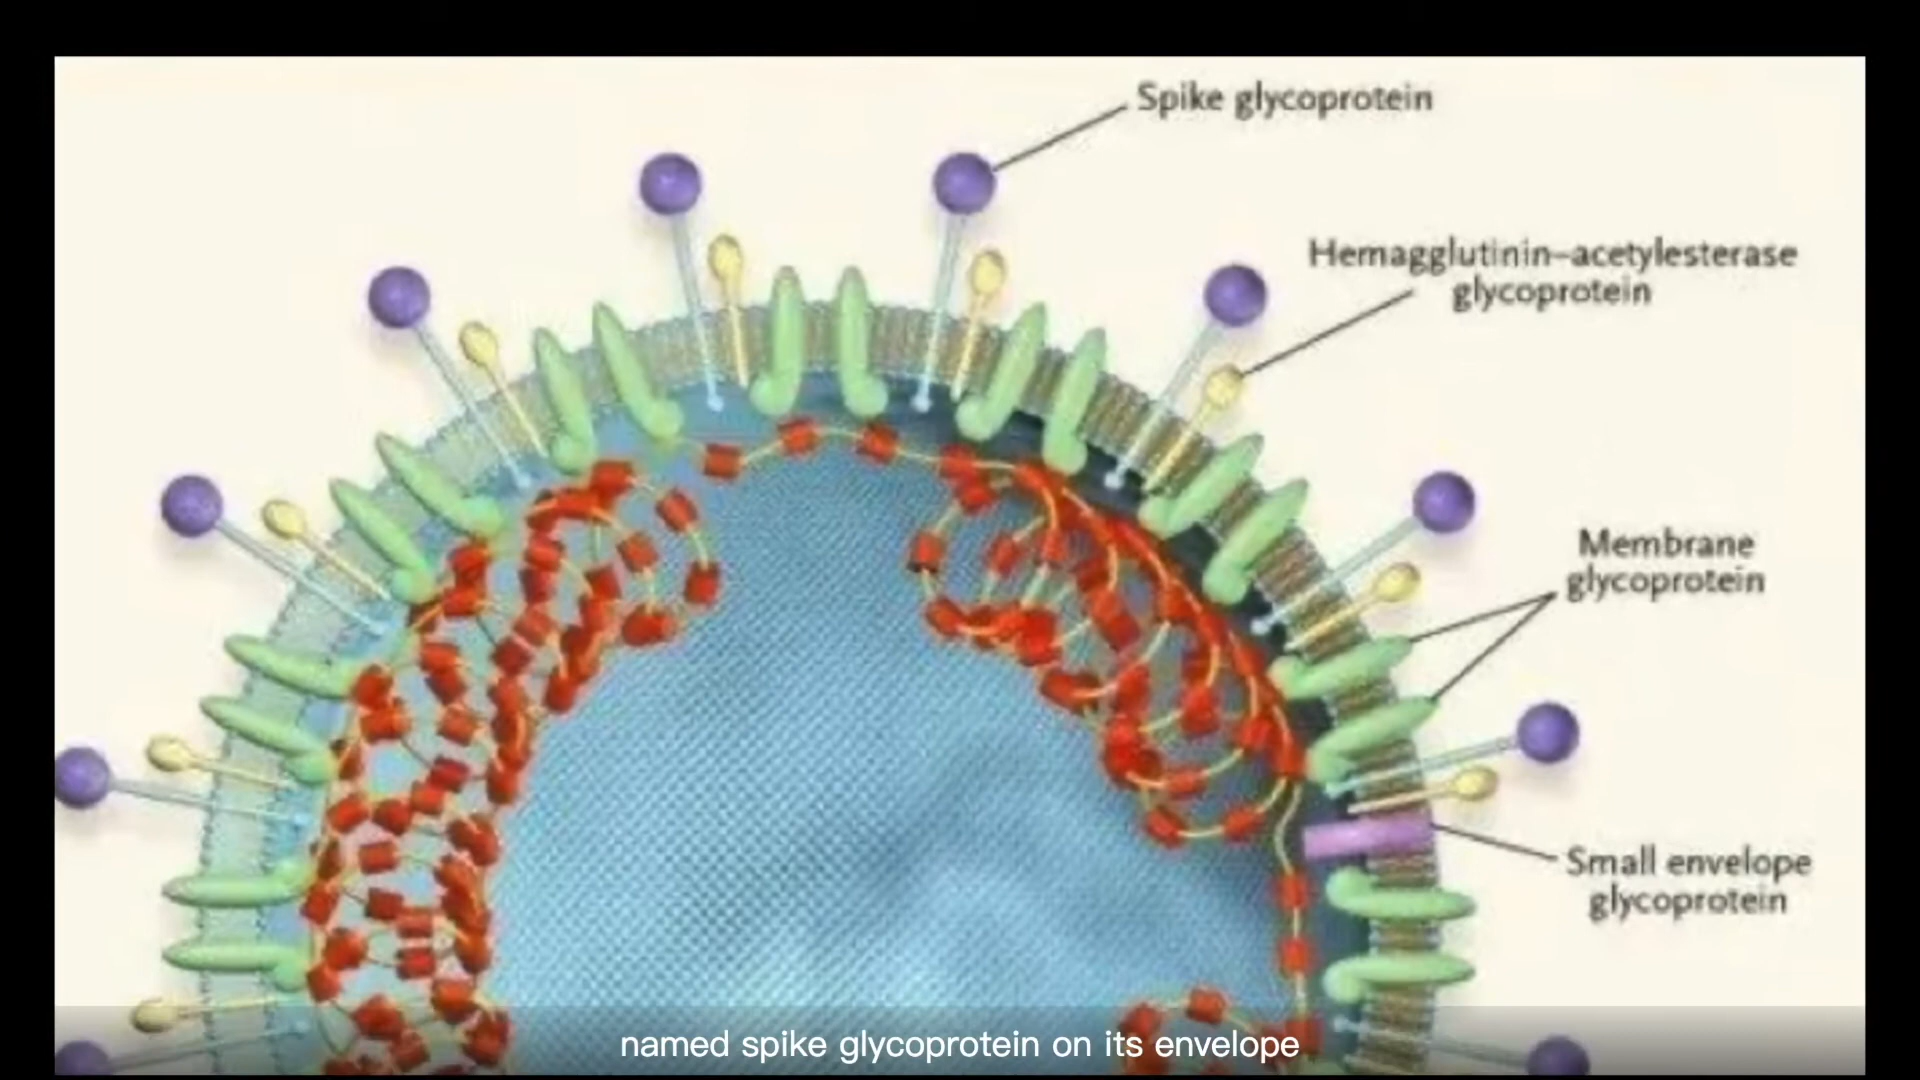 Spike glycoprotein
Hemagglutinin–acetylesterase
glycoprotein
Membrane
glycoprotein
Small envelope
glycoprotein
named spike glycoprotein on its envelope